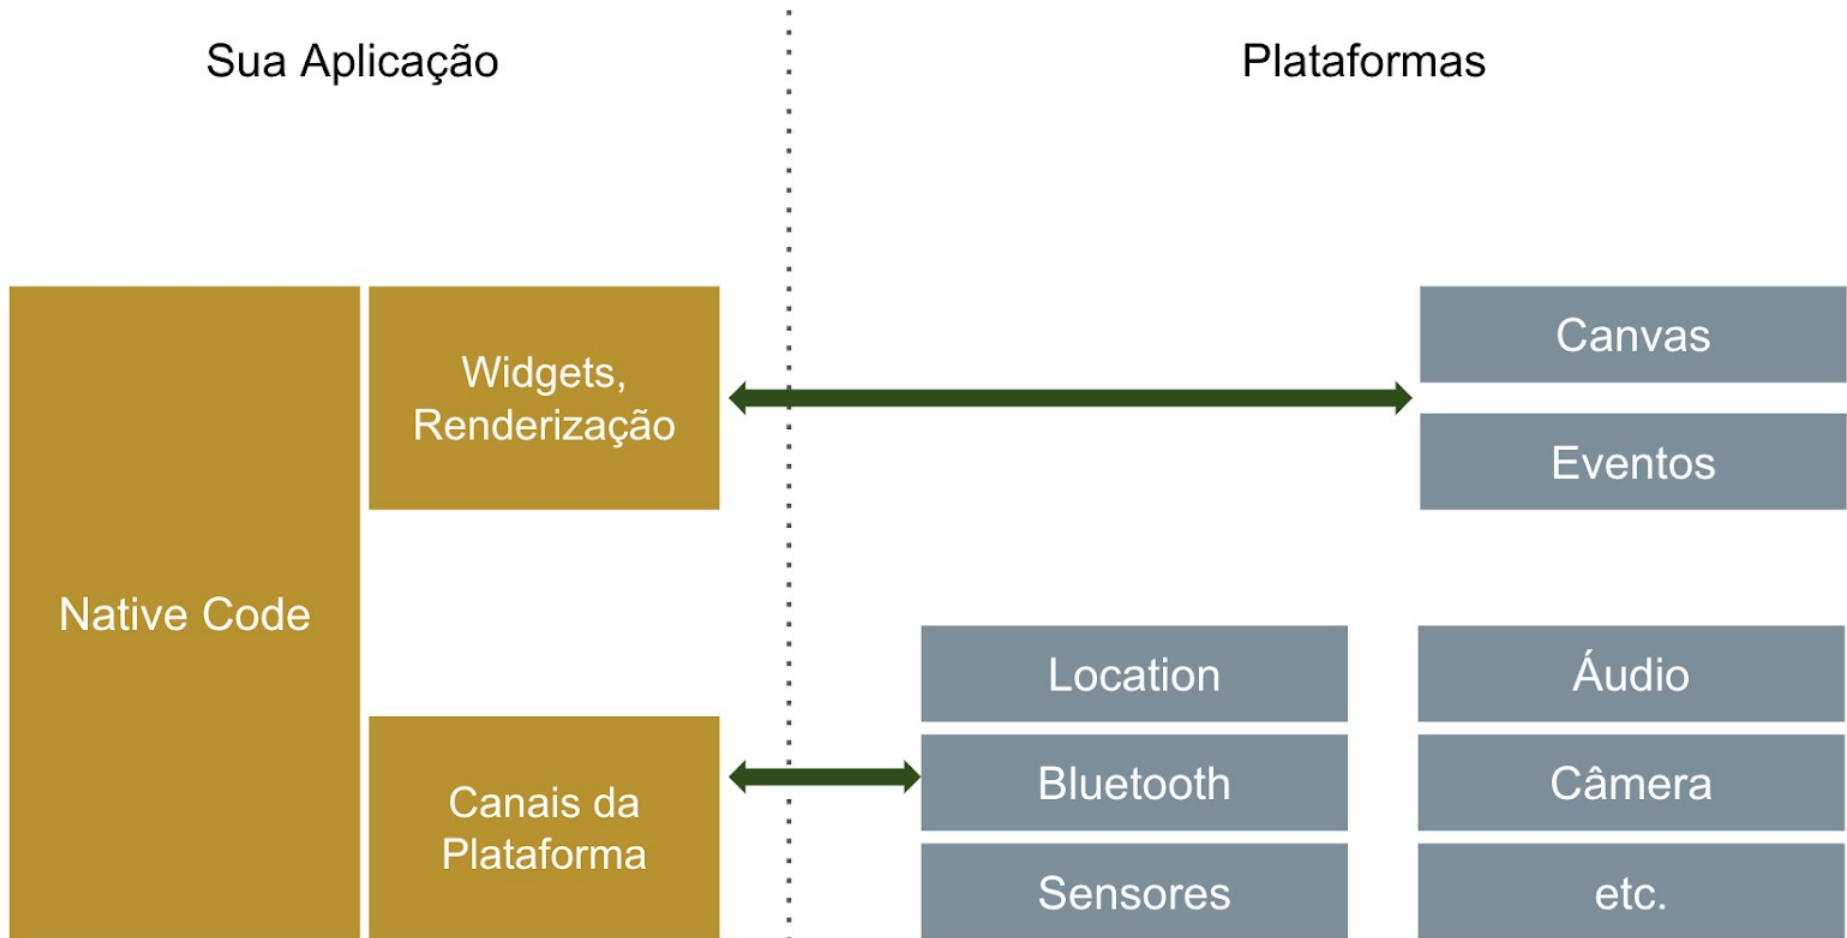 Sua Aplicação
Plataformas
Native Code
Widgets,
Renderização
Canvas
Eventos
Canais da
Plataforma
Location
Bluetooth
Sensores
Áudio
Câmera
etc.